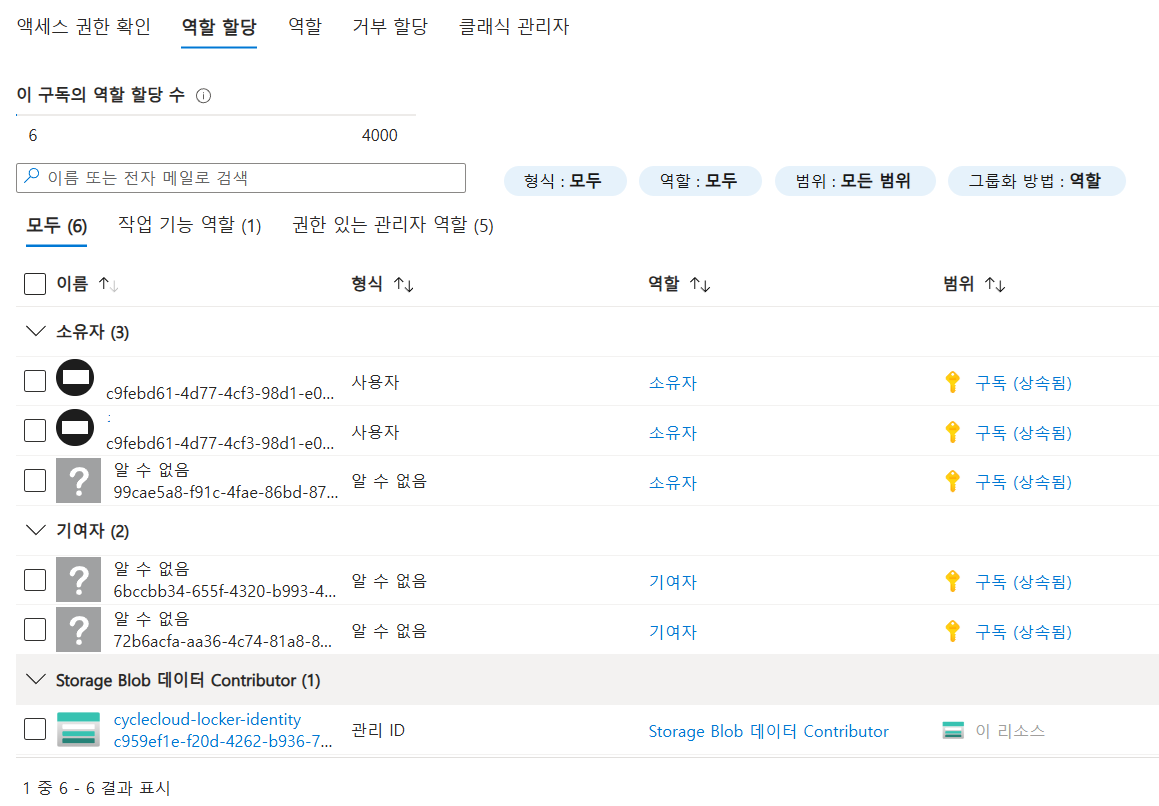 액세스 권한 확인 역할 할당 역할 거부 할당 클래식 관리자
이 구독의 역할 할당 수
6 4000
이름 또는 전자 메일로 검색 형식 : 모두 역할 : 모두 범위 : 모든 범위 그룹화 방법 : 역할
모두 (6) 작업 기능 역할 (1) 권한 있는 관리자 역할 (5)
이름 형식 역할 범위
소유자 (3)
c9febd61-4d77-4cf3-98d1-e0... 사용자 소유자 구독 (상속됨)
:
c9febd61-4d77-4cf3-98d1-e0... 사용자 소유자 구독 (상속됨)
알 수 없음
99cae5a8-f91c-4fae-86bd-87... 알 수 없음 소유자 구독 (상속됨)
기여자 (2)
알 수 없음
6bccbb34-655f-4320-b993-4... 알 수 없음 기여자 구독 (상속됨)
알 수 없음
72b6acfa-aa36-4c74-81a8-8... 알 수 없음 기여자 구독 (상속됨)
Storage Blob 데이터 Contributor (1)
cyclecloud-locker-identity
c959ef1e-f20d-4262-b936-7... 관리 ID Storage Blob 데이터 Contributor 이 리소스
1 중 6 - 6 결과 표시